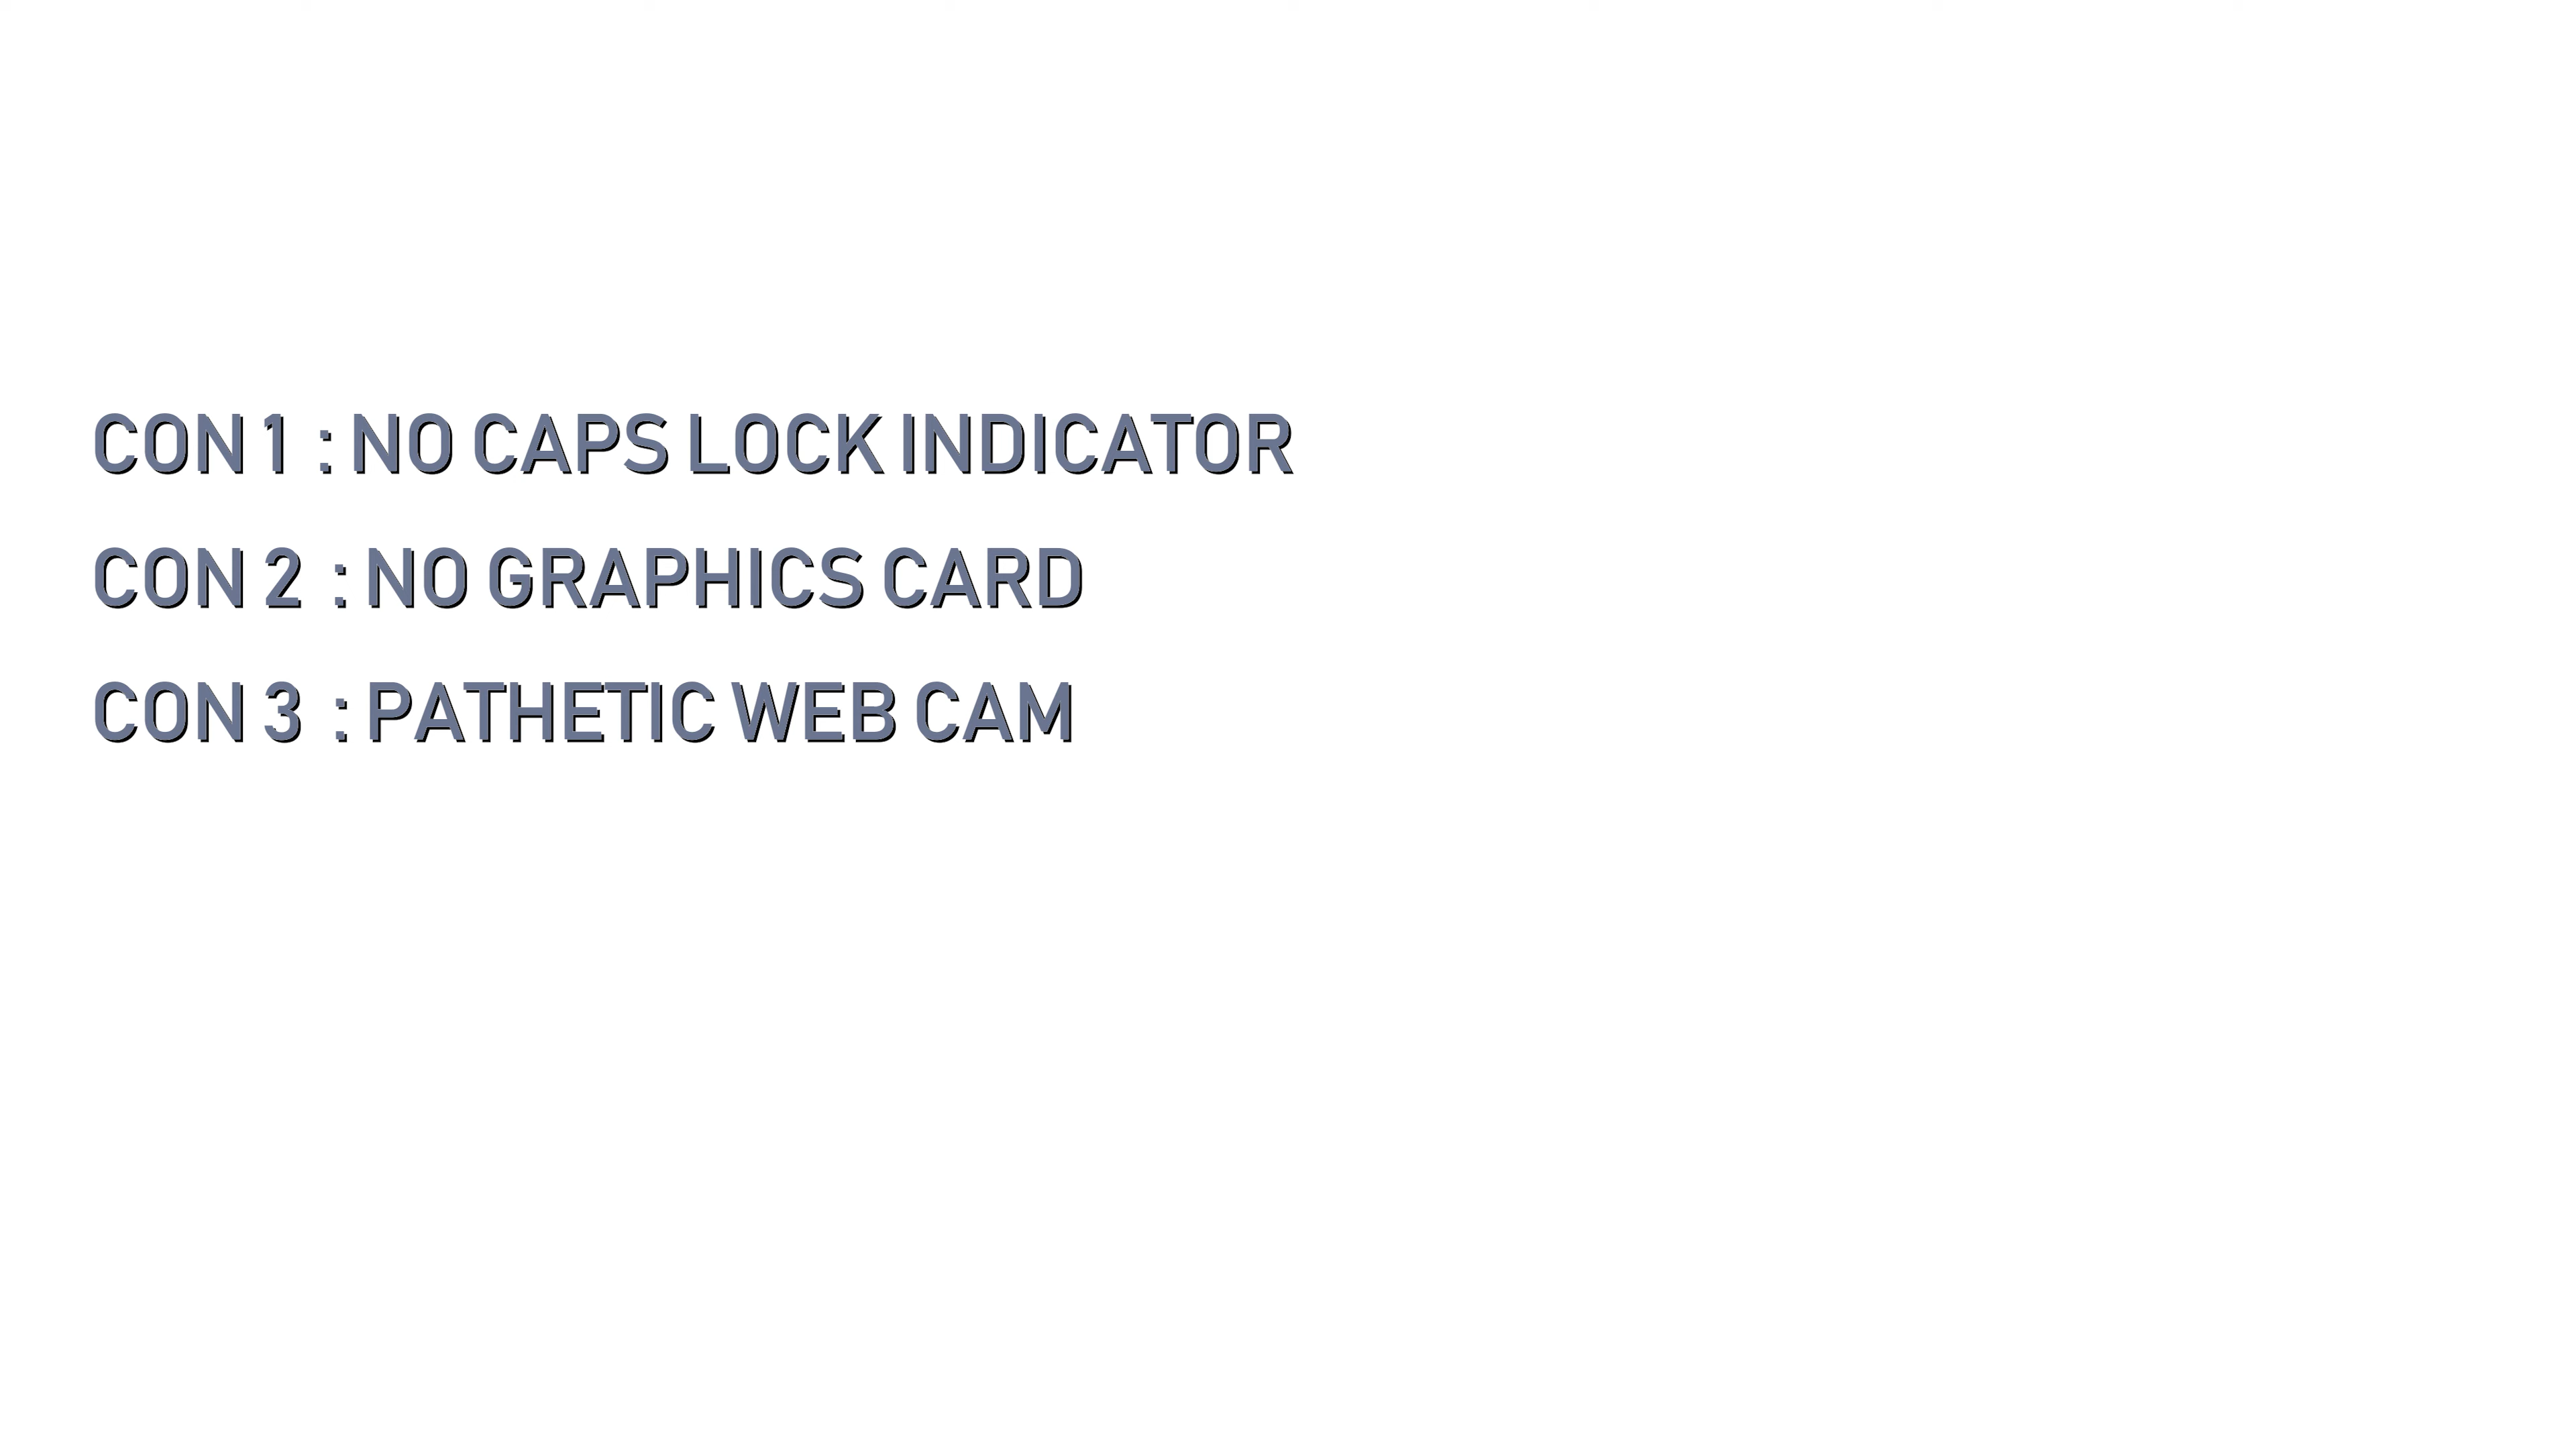 CON 1 : NO CAPS LOCK INDICATOR
CON 2 : NO GRAPHICS CARD
CON 3 : PATHETIC WEB CAM